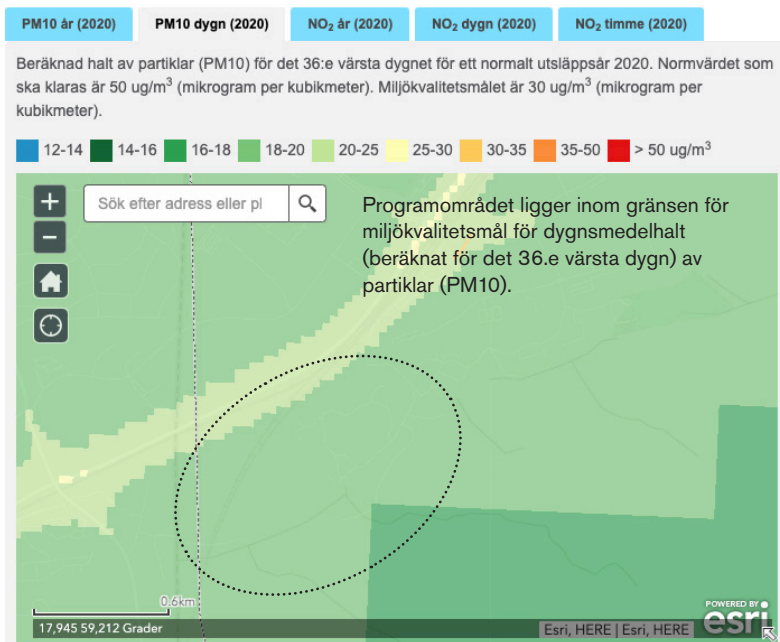 PM10 år (2020)
PM10 dygn (2020)
NO₂ år (2020)
NO₂ dygn (2020)
NO₂ timme (2020)
Beräknad halt av partiklar (PM10) för det 36:e värsta dygnet för ett normalt utsläppsår 2020. Normvärdet som
ska klaras är 50 ug/m³ (mikrogram per kubikmeter). Miljökvalitetsmålet är 30 ug/m³ (mikrogram per
kubikmeter).
12-14 14-16 16-18 18-20 20-25 25-30 30-35 35-50 > 50 ug/m³
Sök efter adress eller pl
Programområdet ligger inom gränsen för
miljökvalitetsmål för dygnsmedelhalt
(beräknat för det 36.e värsta dygn) av
partiklar (PM10).
0.6km
17,945 59,212 Grader
Esri, HERE | Esri, HERE
POWERED BY
esri